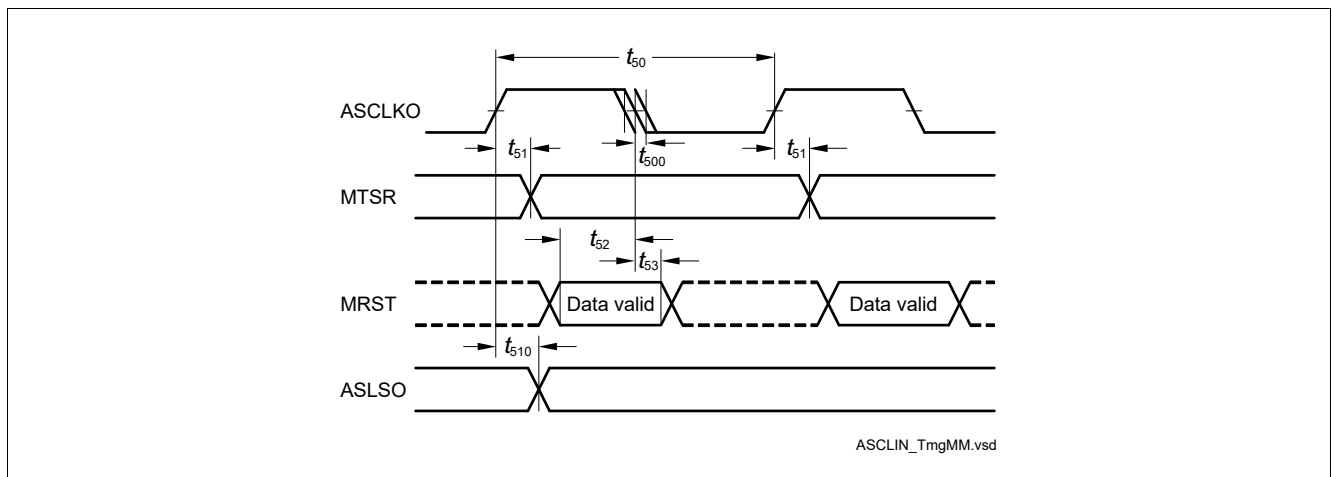 t50
ASCLKO
t51
t500
t51
MTSR
t52
t53
MRST
Data valid
Data valid
t510
ASLSO
ASCLIN_TmgMM.vsd